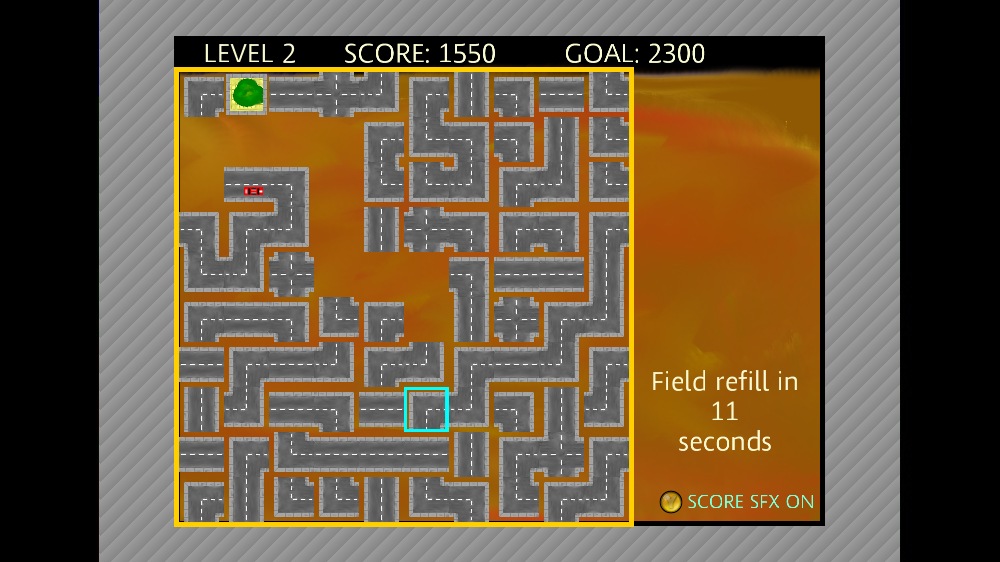 LEVEL 2 SCORE: 1550 GOAL: 2300
Field refill in
11
seconds
SCORE SFX ON